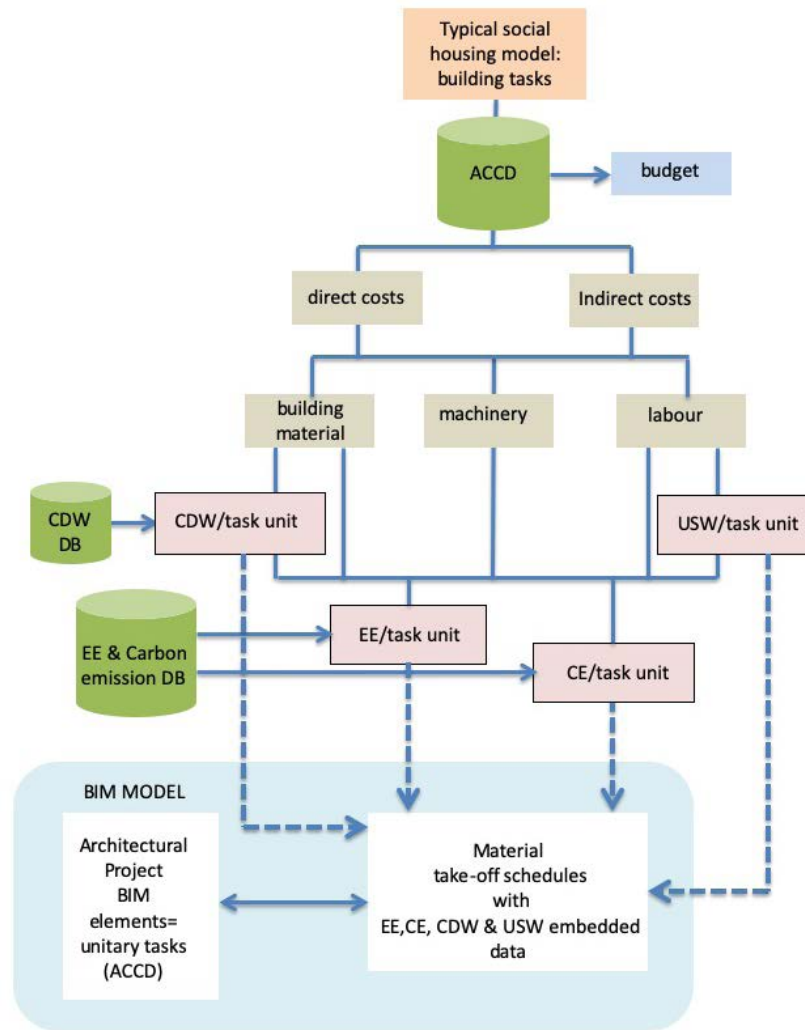 Typical social
housing model:
building tasks
ACCD
budget
direct costs
Indirect costs
building
material
machinery
labour
CDW
DB
CDW/task unit
USW/task unit
EE & Carbon
emission DB
EE/task unit
CE/task unit
BIM MODEL
Architectural
Project
BIM
elements=
unitary tasks
(ACCD)
Material
take-off schedules
with
EE,CE, CDW & USW embedded
data